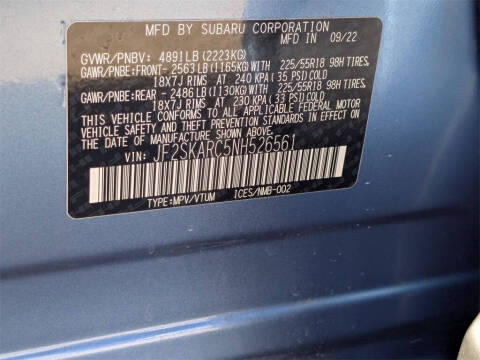 MFD BY SUBARU CORPORATION
MFD IN 09/22
GVWR/PNBV: 4891LB (2223KG)
GAWR/PNBE:FRONT- 2563LB(1165KG)WITH 225/55R18 98H TIRES,
18X7J RIMS AT 240 KPA(35 PSI)COLD
GAWR/PNBE:REAR - 2486LB(1130KG)WITH 225/55R18 98H TIRES,
18X7J RIMS AT 230 KPA(33 PSI)COLD
THIS VEHICLE CONFORMS TO ALL APPLICABLE FEDERAL MOTOR
VEHICLE SAFETY AND THEFT PREVENTION STANDARDS IN EFFECT ON
THE DATE OF MANUFACTURE SHOWN ABOVE.
VIN: JF2SKARC5NH526561
TYPE:MPV/VTUM ICES/NMB-002